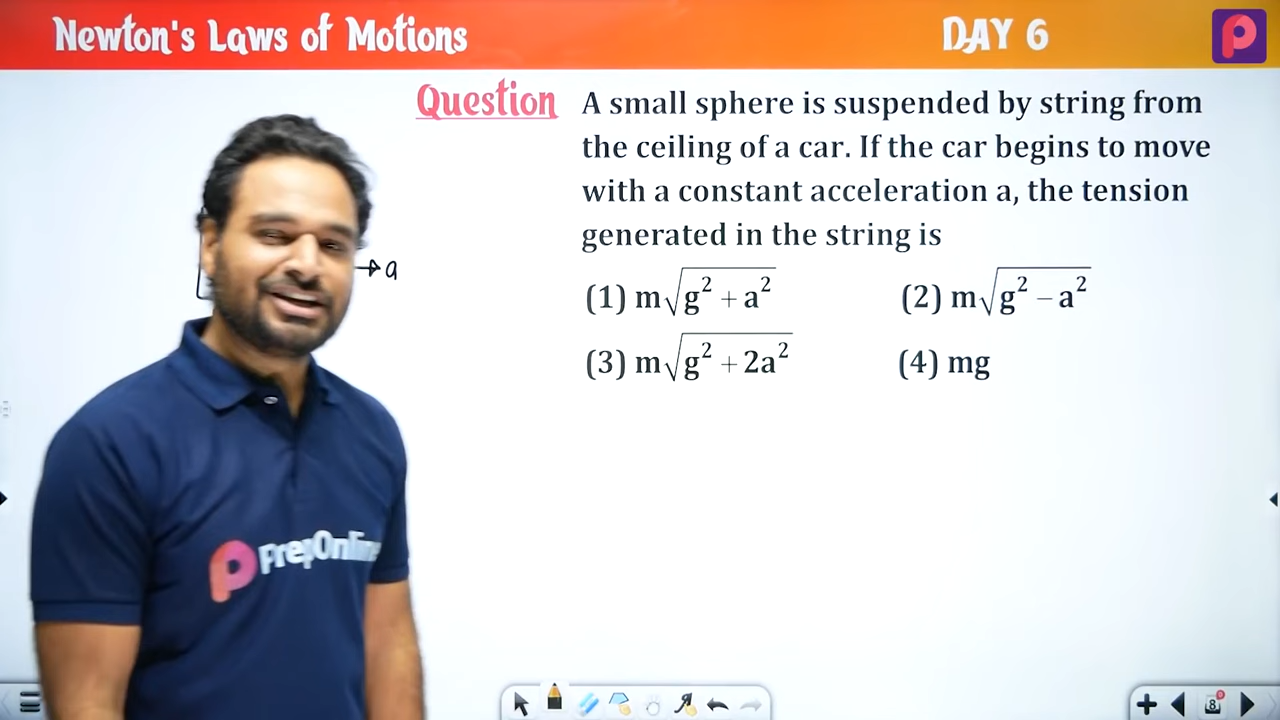 Newton's Laws of Motions
DAY 6
Question
A small sphere is suspended by string from
the ceiling of a car. If the car begins to move
with a constant acceleration a, the tension
generated in the string is
(1) m√(g² + a²)
(2) m√(g² − a²)
(3) m√(g² + 2a²)
(4) mg
a
PrepOnline
8